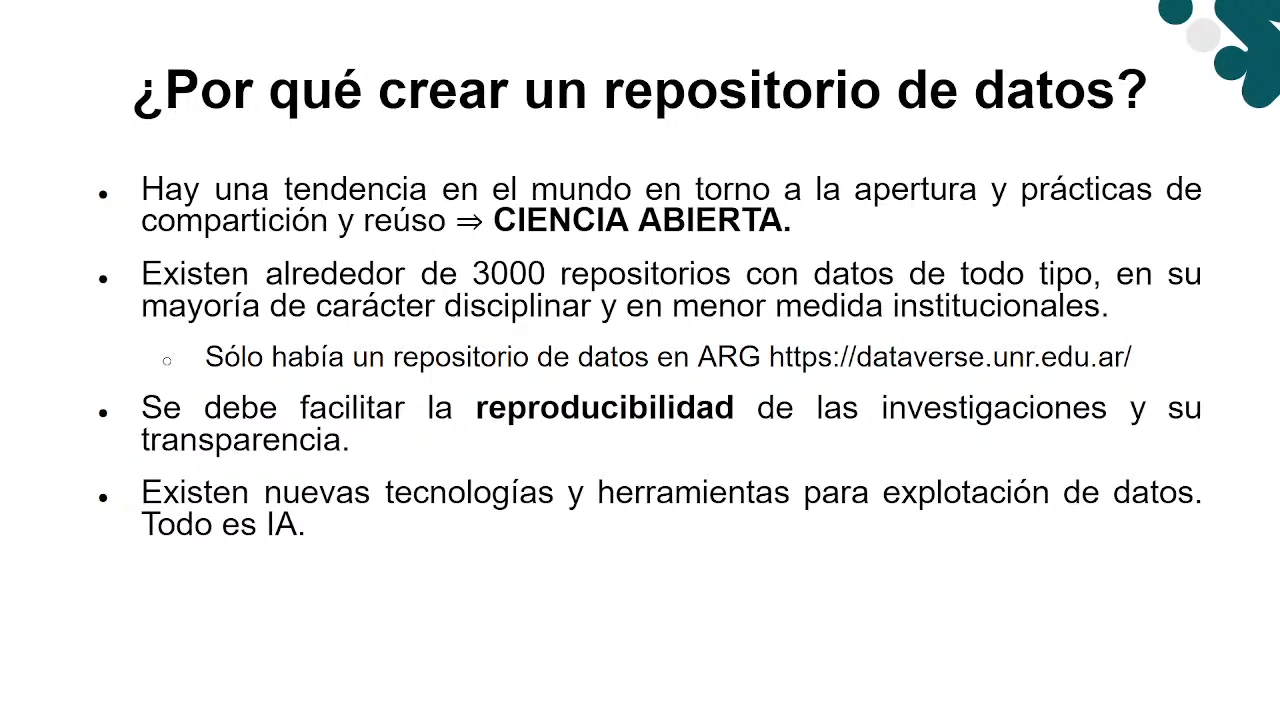 ¿Por qué crear un repositorio de datos?
● Hay una tendencia en el mundo en torno a la apertura y prácticas de
compartición y reúso ⇒ CIENCIA ABIERTA.
● Existen alrededor de 3000 repositorios con datos de todo tipo, en su
mayoría de carácter disciplinar y en menor medida institucionales.
○ Sólo había un repositorio de datos en ARG https://dataverse.unr.edu.ar/
● Se debe facilitar la reproducibilidad de las investigaciones y su
transparencia.
● Existen nuevas tecnologías y herramientas para explotación de datos.
Todo es IA.